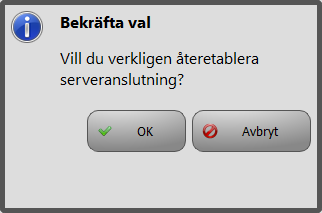 Bekräfta val
Vill du verkligen återetablera
serveranslutning?
OK
Avbryt